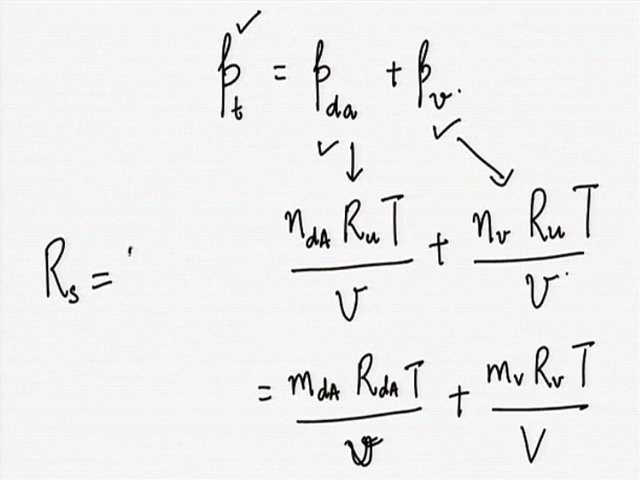 p_t = p_da + p_v.
n_dA R_u T / V + n_v R_u T / V
R_s =
= m_dA R_dA T / V + m_v R_v T / V